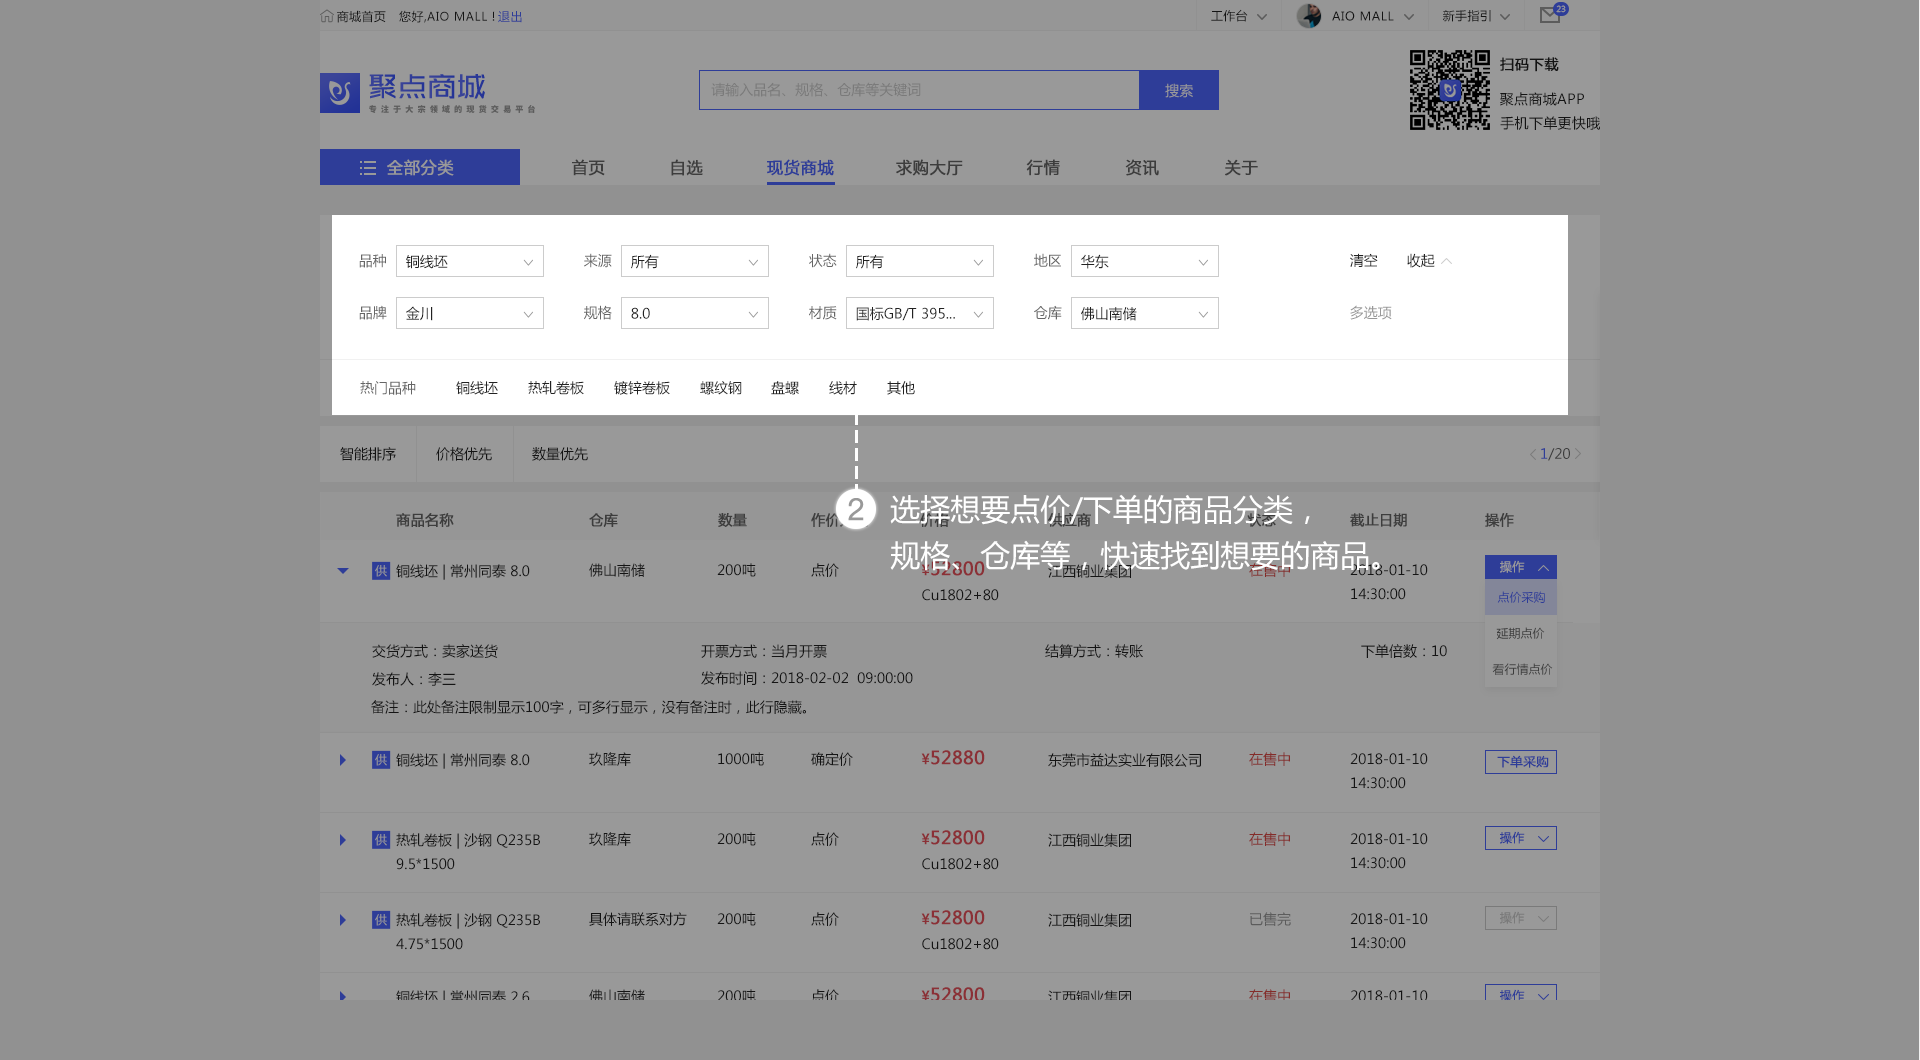 商城首页 您好,AIO MALL ! 退出 工作台 AIO MALL 新手指引 23
聚点商城
专注于大宗领域的现货交易平台
请输入品名、规格、仓库等关键词 搜索
扫码下载
聚点商城APP
手机下单更快哦
全部分类 首页 自选 现货商城 求购大厅 行情 资讯 关于
品种 铜线坯 来源 所有 状态 所有 地区 华东 清空 收起
品牌 金川 规格 8.0 材质 国标GB/T 395... 仓库 佛山南储 多选项
热门品种 铜线坯 热轧卷板 镀锌卷板 螺纹钢 盘螺 线材 其他
智能排序 价格优先 数量优先 1/20
2 选择想要点价/下单的商品分类，
规格、仓库等，快速找到想要的商品。
商品名称 仓库 数量 作价 价格 供应商 状态 截止日期 操作
供 铜线坯 | 常州同泰 8.0 佛山南储 200吨 点价 ¥52800 江西铜业集团 在售中 2018-01-10 操作
Cu1802+80 14:30:00
点价采购
延期点价
看行情点价
交货方式：卖家送货 开票方式：当月开票 结算方式：转账 下单倍数：10
发布人：李三 发布时间：2018-02-02 09:00:00
备注：此处备注限制显示100字，可多行显示，没有备注时，此行隐藏。
供 铜线坯 | 常州同泰 8.0 玖隆库 1000吨 确定价 ¥52880 东莞市益达实业有限公司 在售中 2018-01-10 下单采购
14:30:00
供 热轧卷板 | 沙钢 Q235B 玖隆库 200吨 点价 ¥52800 江西铜业集团 在售中 2018-01-10 操作
9.5*1500 Cu1802+80 14:30:00
供 热轧卷板 | 沙钢 Q235B 具体请联系对方 200吨 点价 ¥52800 江西铜业集团 已售完 2018-01-10 操作
4.75*1500 Cu1802+80 14:30:00
铜线坯 | 常州同泰 2.6 佛山南储 200吨 点价 ¥52800 江西铜业集团 在售中 2018-01-10 操作